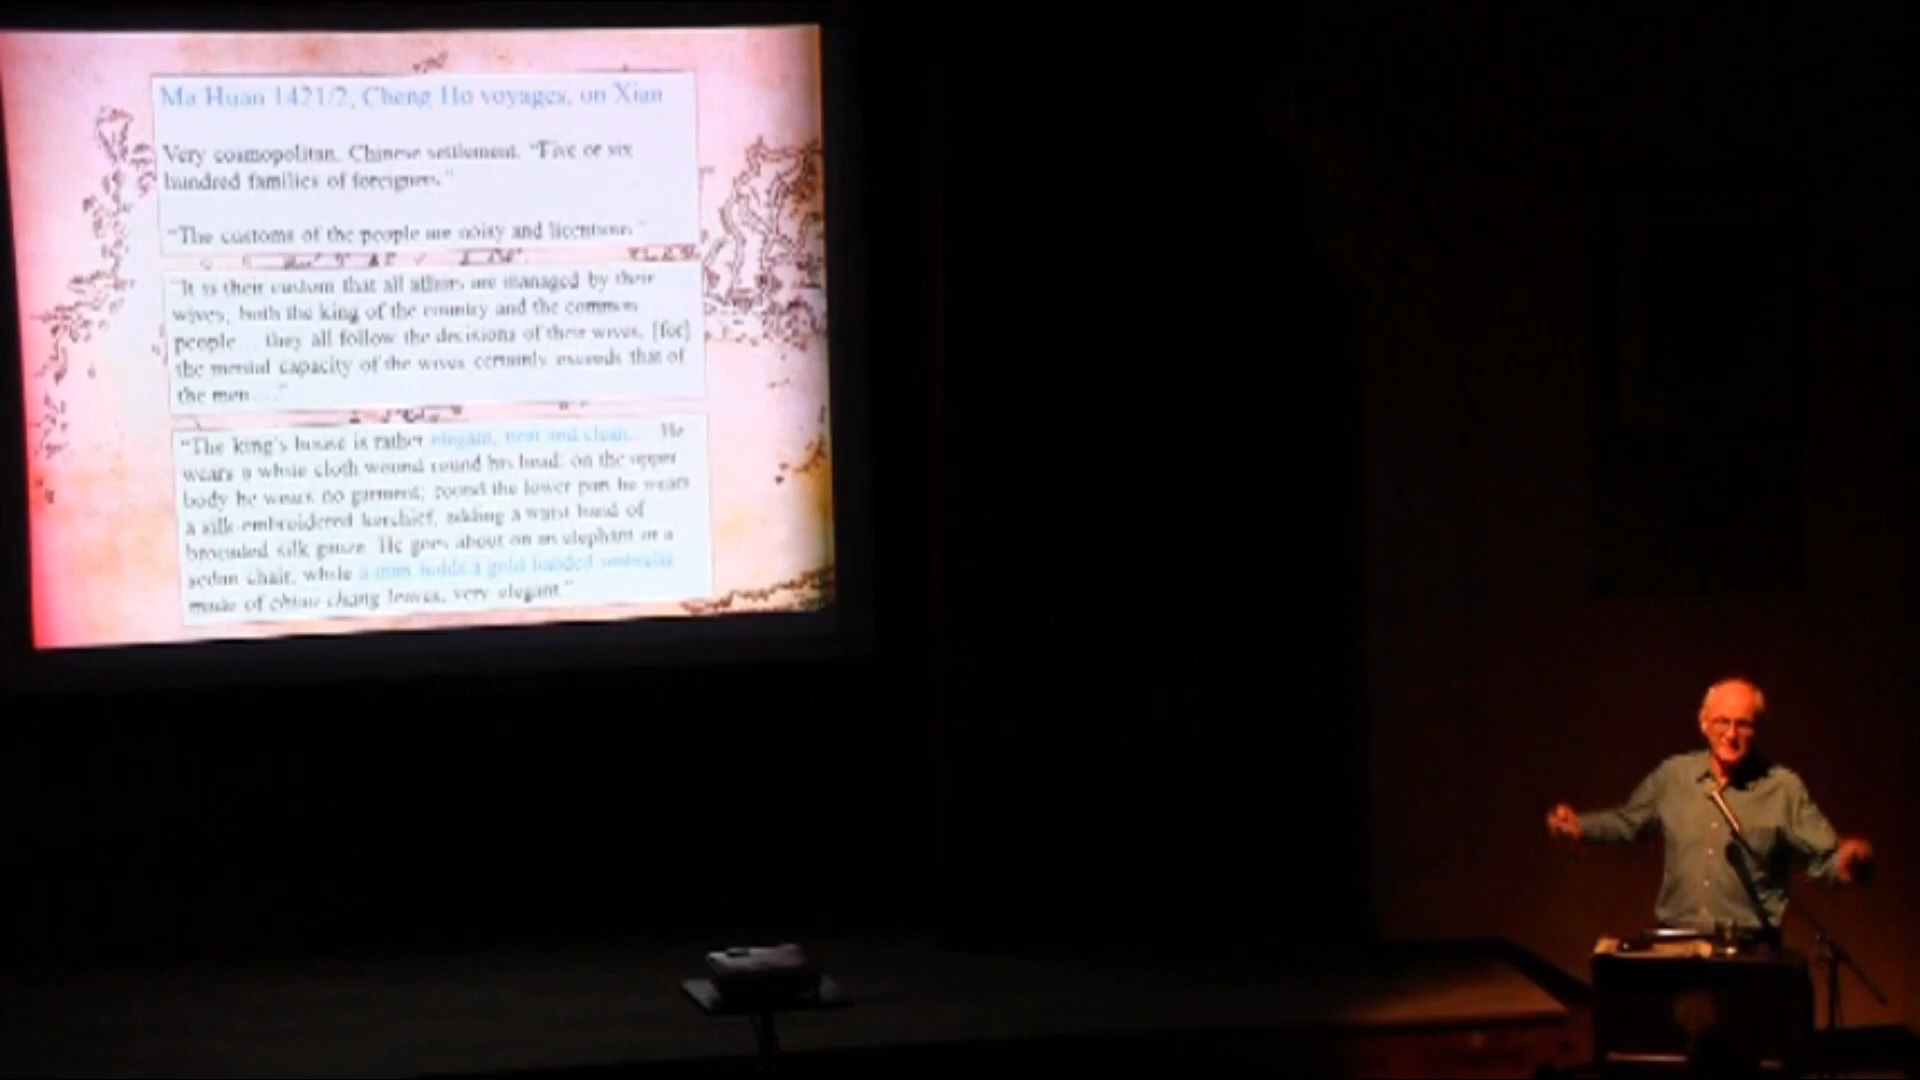 Ma Huan 1421/2, Cheng Ho voyages, on Xian
Very cosmopolitan. Chinese settlement. "Five or six
hundred families of foreigners."
"The customs of the people are noisy and licentious."
"It is their custom that all affairs are managed by their
wives; both the king of the country and the common
people... they all follow the decisions of their wives, [for]
the mental capacity of the wives certainly exceeds that of
the men...."
"The king's house is rather elegant, neat and clean... He
wears a white cloth wound round his head; on the upper
body he wears no garment; round the lower part he wears
a silk-embroidered kerchief, adding a waist band of
brocaded silk gauze. He goes about on an elephant or a
sedan chair, while a man holds a gold handled umbrella
made of chiao-chang leaves, very elegant."